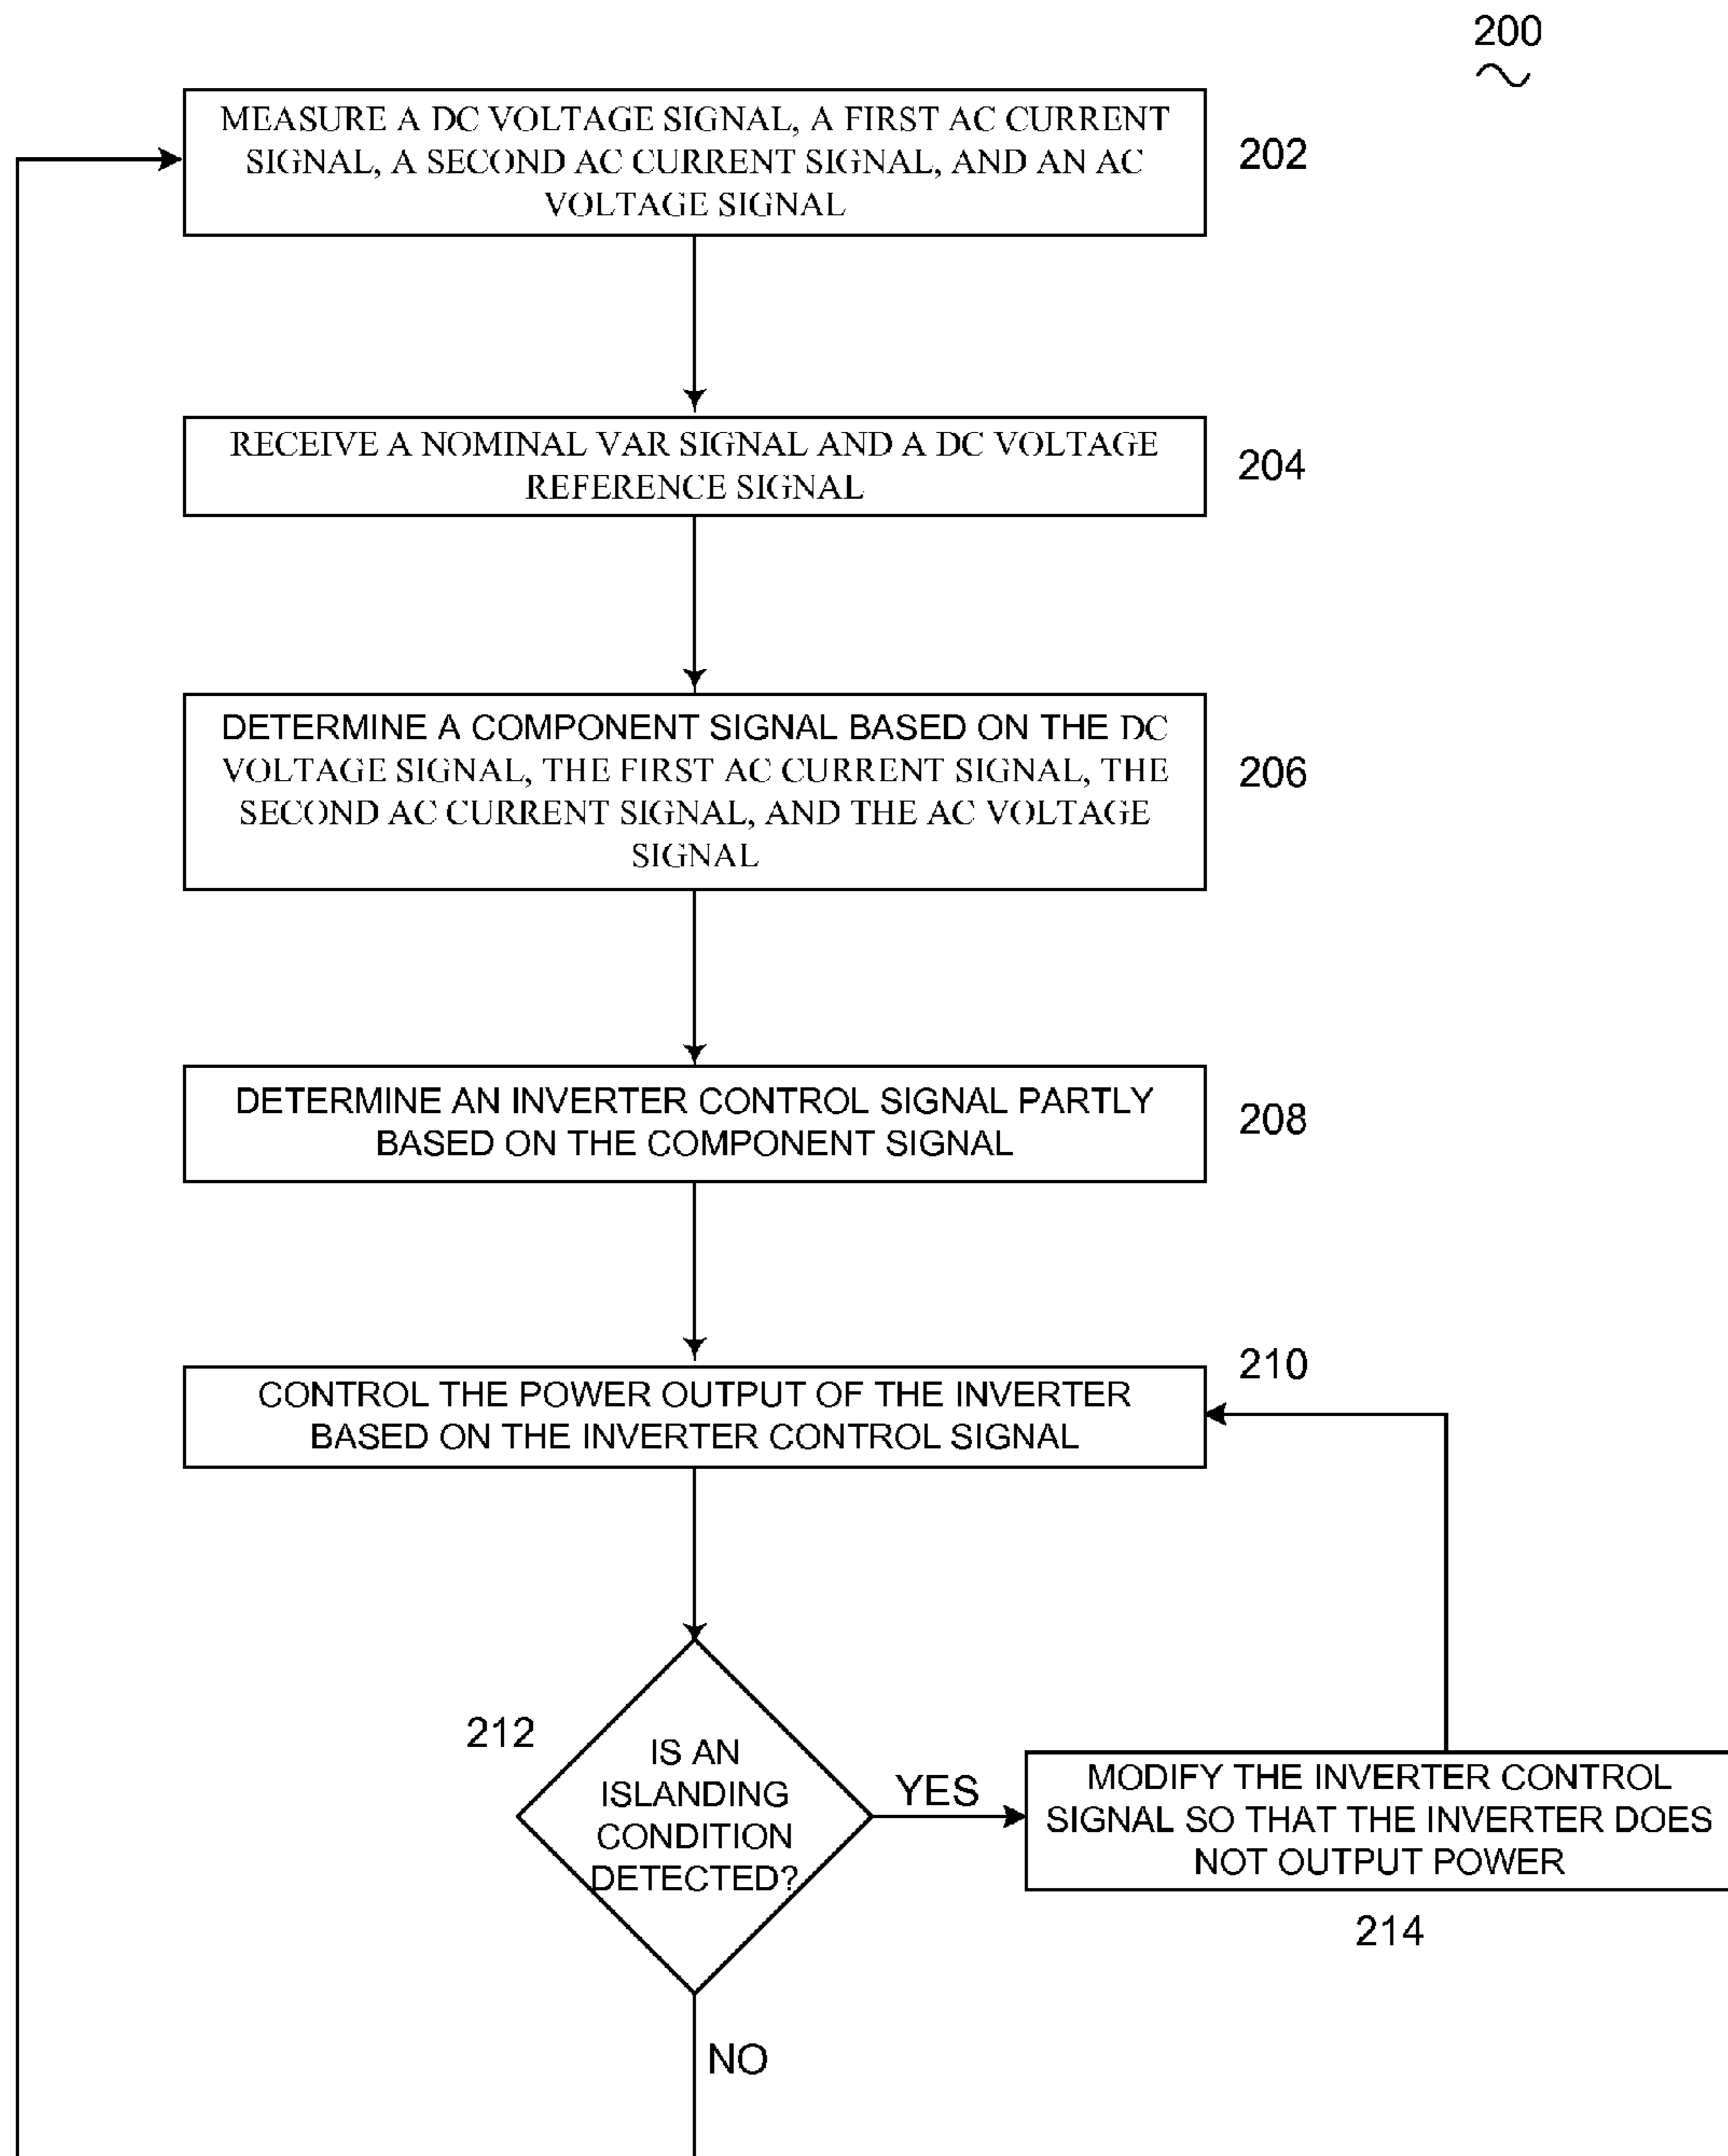 200
MEASURE A DC VOLTAGE SIGNAL, A FIRST AC CURRENT
SIGNAL, A SECOND AC CURRENT SIGNAL, AND AN AC
VOLTAGE SIGNAL
202
RECEIVE A NOMINAL VAR SIGNAL AND A DC VOLTAGE
REFERENCE SIGNAL
204
DETERMINE A COMPONENT SIGNAL BASED ON THE DC
VOLTAGE SIGNAL, THE FIRST AC CURRENT SIGNAL, THE
SECOND AC CURRENT SIGNAL, AND THE AC VOLTAGE
SIGNAL
206
DETERMINE AN INVERTER CONTROL SIGNAL PARTLY
BASED ON THE COMPONENT SIGNAL
208
CONTROL THE POWER OUTPUT OF THE INVERTER
BASED ON THE INVERTER CONTROL SIGNAL
210
212
IS AN
ISLANDING
CONDITION
DETECTED?
YES
MODIFY THE INVERTER CONTROL
SIGNAL SO THAT THE INVERTER DOES
NOT OUTPUT POWER
214
NO